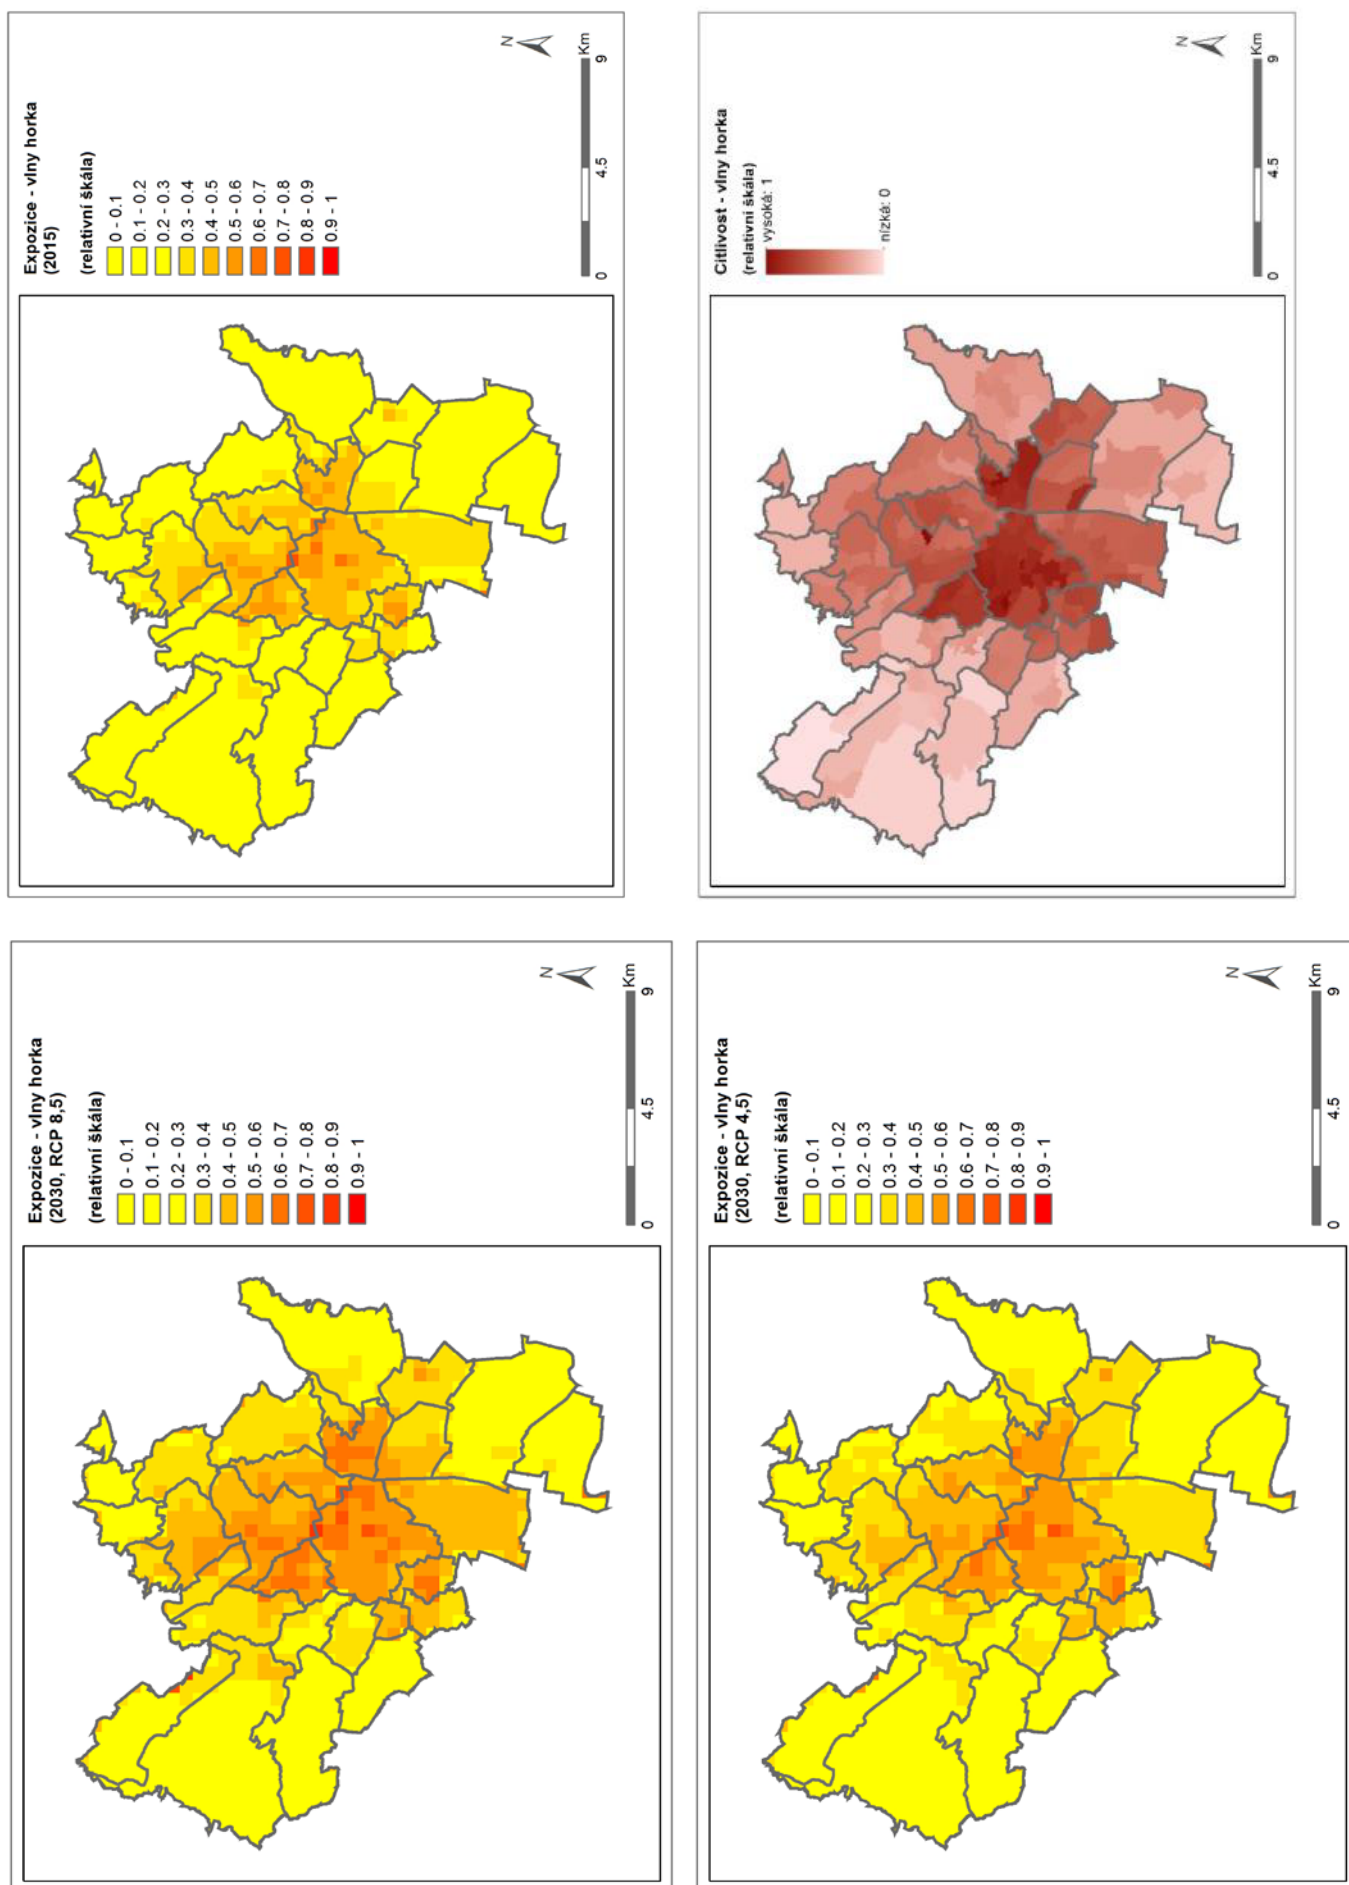 Expozice - vlny horka
(2015)
(relativní škála)
0 - 0.1
0.1 - 0.2
0.2 - 0.3
0.3 - 0.4
0.4 - 0.5
0.5 - 0.6
0.6 - 0.7
0.7 - 0.8
0.8 - 0.9
0.9 - 1
N
0 4.5 9
Km
Citlivost - vlny horka
(relativní škála)
vysoká: 1
nízká: 0
N
0 4.5 9
Km
Expozice - vlny horka
(2030, RCP 8,5)
(relativní škála)
0 - 0.1
0.1 - 0.2
0.2 - 0.3
0.3 - 0.4
0.4 - 0.5
0.5 - 0.6
0.6 - 0.7
0.7 - 0.8
0.8 - 0.9
0.9 - 1
N
0 4.5 9
Km
Expozice - vlny horka
(2030, RCP 4,5)
(relativní škála)
0 - 0.1
0.1 - 0.2
0.2 - 0.3
0.3 - 0.4
0.4 - 0.5
0.5 - 0.6
0.6 - 0.7
0.7 - 0.8
0.8 - 0.9
0.9 - 1
N
0 4.5 9
Km